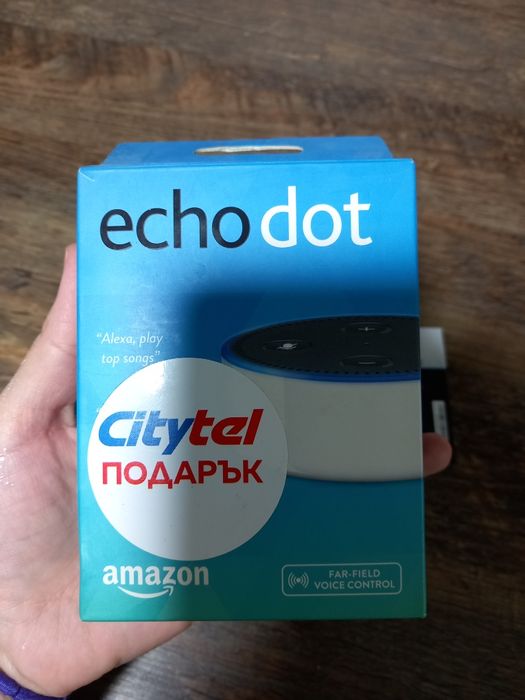 echo dot
"Alexa, play
top songs"
Citytel
ПОДАРЪК
amazon
FAR-FIELD
VOICE CONTROL